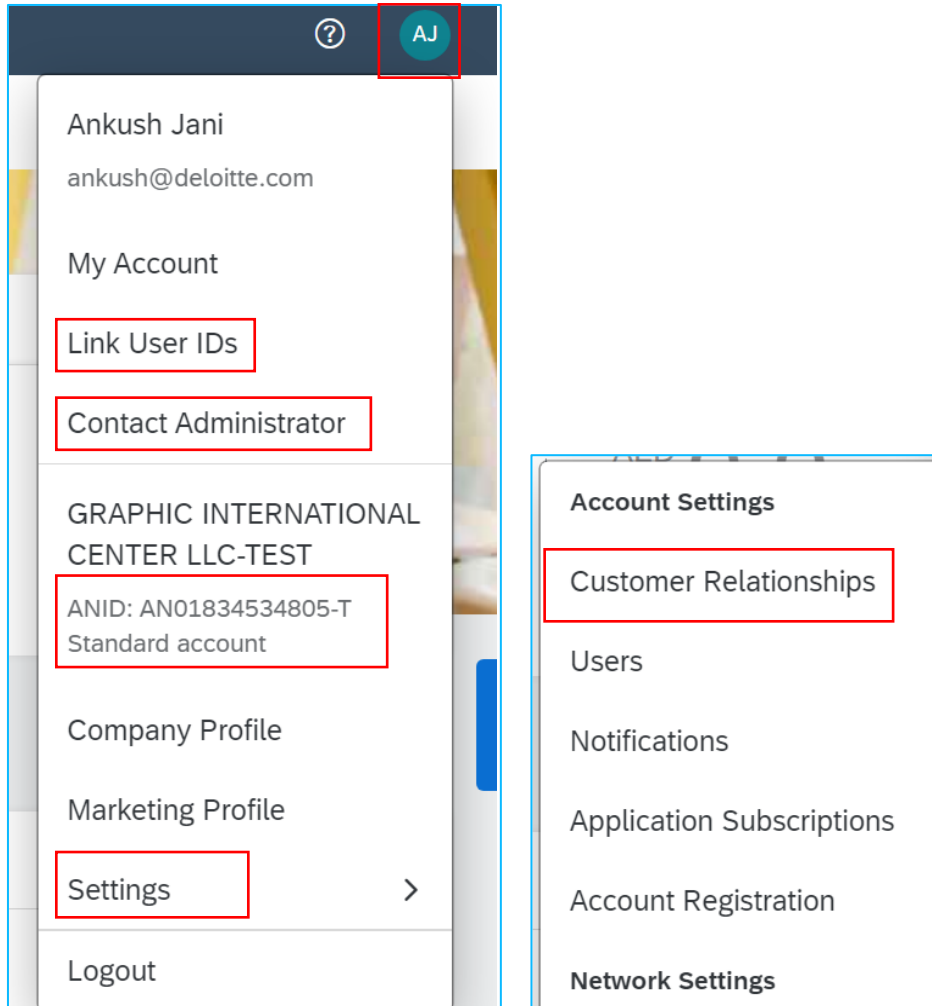 ?
AJ
Ankush Jani
ankush@deloitte.com
My Account
Link User IDs
Contact Administrator
GRAPHIC INTERNATIONAL
CENTER LLC-TEST
ANID: AN01834534805-T
Standard account
Company Profile
Marketing Profile
Settings
Logout
Account Settings
Customer Relationships
Users
Notifications
Application Subscriptions
Account Registration
Network Settings